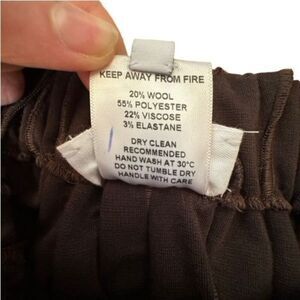 KEEP AWAY FROM FIRE
20% WOOL
55% POLYESTER
22% VISCOSE
3% ELASTANE
DRY CLEAN
RECOMMENDED
HAND WASH AT 30°C
DO NOT TUMBLE DRY
HANDLE WITH CARE